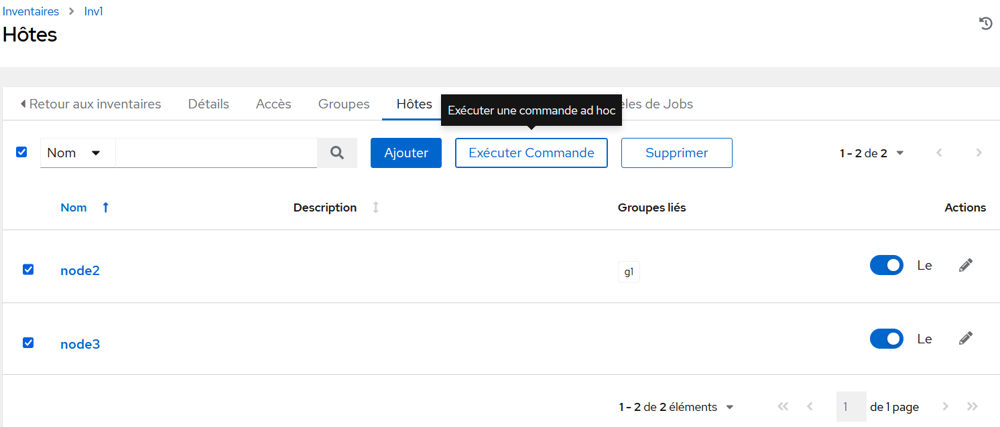 Inventaires > Inv1
Hôtes
Retour aux inventaires Détails Accès Groupes Hôtes de Jobs
Exécuter une commande ad hoc
Nom Ajouter Exécuter Commande Supprimer 1 - 2 de 2
Nom Description Groupes liés Actions
node2 g1 Le
node3 Le
1 - 2 de 2 éléments 1 de 1 page